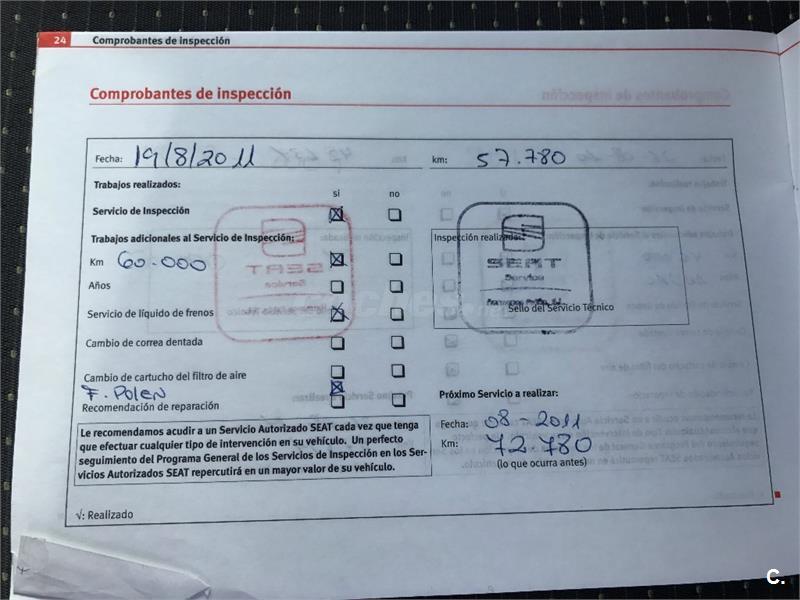 24 Comprobantes de inspección
Comprobantes de inspección
Fecha: 19/8/2011 km: 57.780
Trabajos realizados:
si no
Servicio de Inspección
Trabajos adicionales al Servicio de Inspección: Inspección realizada:
Km 60.000
SEAT
Service
Años
Servicio de líquido de frenos
Sello del Servicio Técnico
Cambio de correa dentada
Cambio de cartucho del filtro de aire
F. Polen
Recomendación de reparación
Próximo Servicio a realizar:
Fecha: 08-2011
Km: 72.780
(lo que ocurra antes)
Le recomendamos acudir a un Servicio Autorizado SEAT cada vez que tenga
que efectuar cualquier tipo de intervención en su vehículo. Un perfecto
seguimiento del Programa General de los Servicios de Inspección en los Ser-
vicios Autorizados SEAT repercutirá en un mayor valor de su vehículo.
√: Realizado
C.